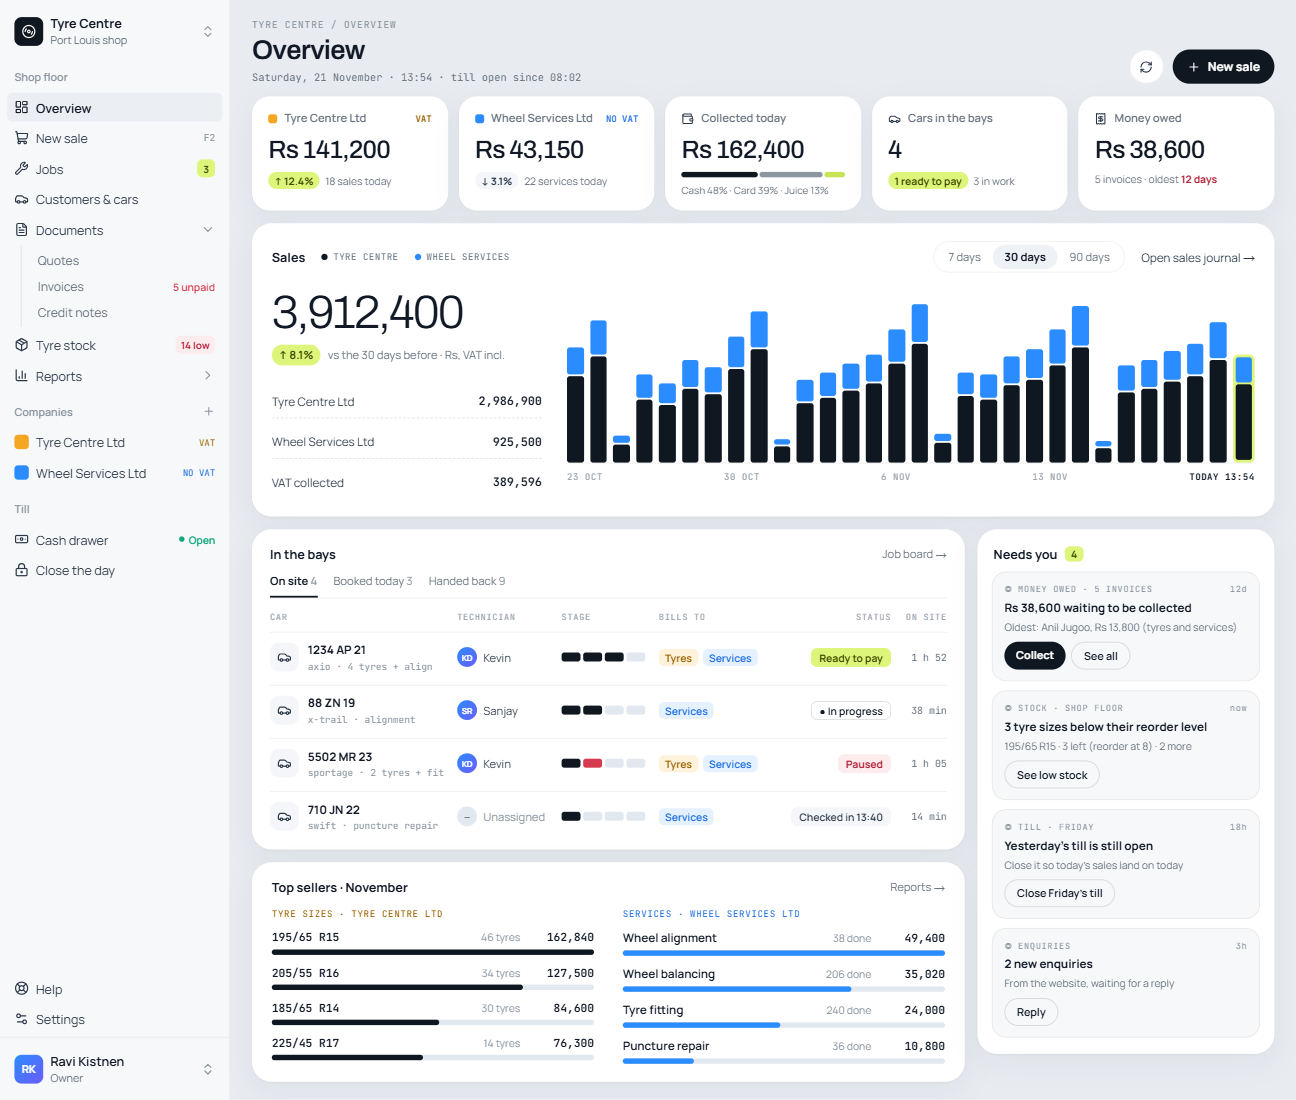 Tyre Centre
Port Louis shop
Shop floor
Overview
New sale F2
Jobs 3
Customers & cars
Documents
Quotes
Invoices 5 unpaid
Credit notes
Tyre stock 14 low
Reports
Companies +
Tyre Centre Ltd VAT
Wheel Services Ltd NO VAT
Till
Cash drawer Open
Close the day
Help
Settings
RK Ravi Kistnen
Owner
TYRE CENTRE / OVERVIEW
Overview
Saturday, 21 November · 13:54 · till open since 08:02
+ New sale
Tyre Centre Ltd VAT
Rs 141,200
↑ 12.4% 18 sales today
Wheel Services Ltd NO VAT
Rs 43,150
↓ 3.1% 22 services today
Collected today
Rs 162,400
Cash 48% · Card 39% · Juice 13%
Cars in the bays
4
1 ready to pay 3 in work
Money owed
Rs 38,600
5 invoices · oldest 12 days
Sales TYRE CENTRE WHEEL SERVICES
7 days 30 days 90 days Open sales journal →
3,912,400
↑ 8.1% vs the 30 days before · Rs, VAT incl.
Tyre Centre Ltd 2,986,900
Wheel Services Ltd 925,500
VAT collected 389,596
23 OCT 30 OCT 6 NOV 13 NOV TODAY 13:54
In the bays Job board →
On site 4 Booked today 3 Handed back 9
CAR TECHNICIAN STAGE BILLS TO STATUS ON SITE
1234 AP 21 KD Kevin Tyres Services Ready to pay 1 h 52
axio · 4 tyres + align
88 ZN 19 SR Sanjay Services In progress 38 min
x-trail · alignment
5502 MR 23 KD Kevin Tyres Services Paused 1 h 05
sportage · 2 tyres + fit
710 JN 22 – Unassigned Services Checked in 13:40 14 min
swift · puncture repair
Top sellers · November Reports →
TYRE SIZES · TYRE CENTRE LTD
195/65 R15 46 tyres 162,840
205/55 R16 34 tyres 127,500
185/65 R14 30 tyres 84,600
225/45 R17 14 tyres 76,300
SERVICES · WHEEL SERVICES LTD
Wheel alignment 38 done 49,400
Wheel balancing 206 done 35,020
Tyre fitting 240 done 24,000
Puncture repair 36 done 10,800
Needs you 4
MONEY OWED · 5 INVOICES 12d
Rs 38,600 waiting to be collected
Oldest: Anil Jugoo, Rs 13,800 (tyres and services)
Collect See all
STOCK · SHOP FLOOR now
3 tyre sizes below their reorder level
195/65 R15 · 3 left (reorder at 8) · 2 more
See low stock
TILL · FRIDAY 18h
Yesterday's till is still open
Close it so today's sales land on today
Close Friday's till
ENQUIRIES 3h
2 new enquiries
From the website, waiting for a reply
Reply